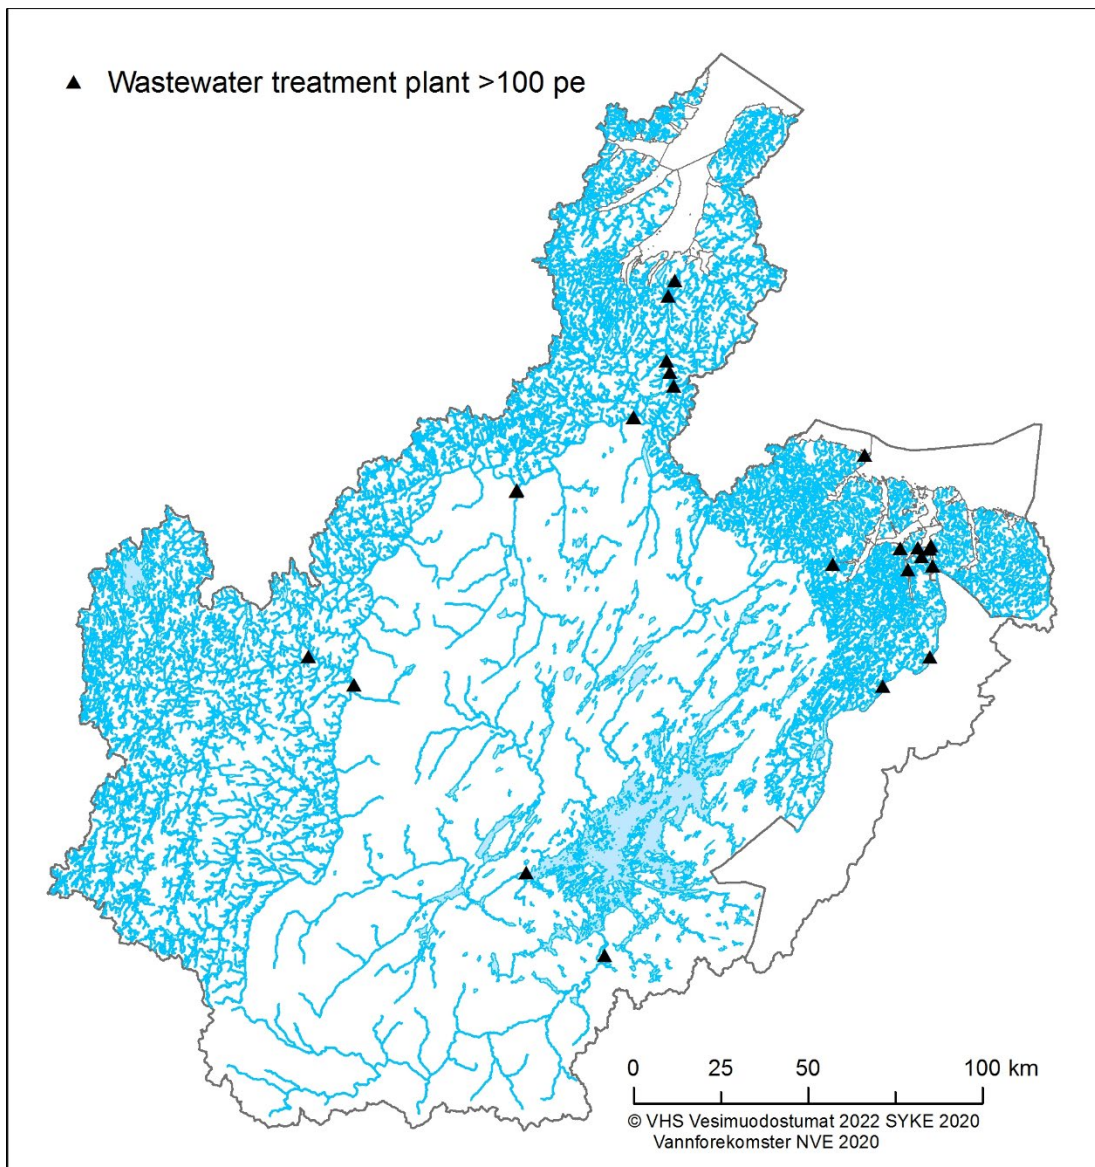 Wastewater treatment plant >100 pe
0 25 50 100 km
© VHS Vesimuodostumat 2022 SYKE 2020
Vannforekomster NVE 2020